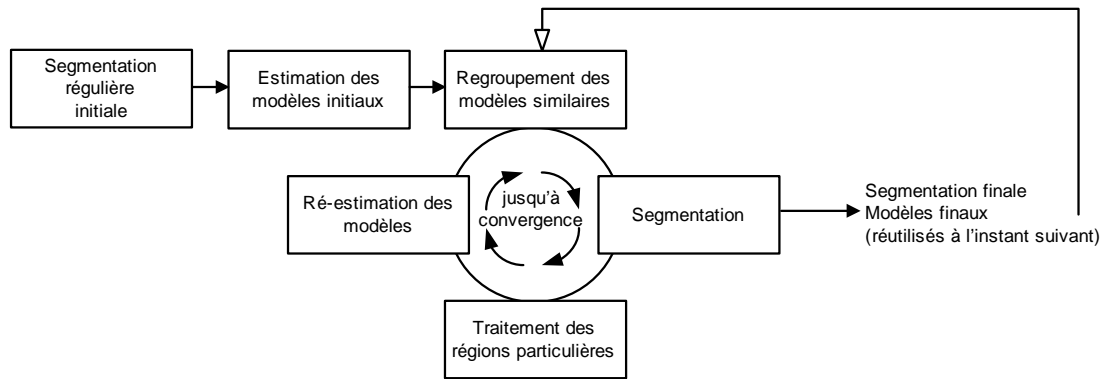 Segmentation
régulière
initiale
Estimation des
modèles initiaux
Regroupement des
modèles similaires
Ré-estimation des
modèles
jusqu'à
convergence
Segmentation
Segmentation finale
Modèles finaux
(réutilisés à l'instant suivant)
Traitement des
régions particulières